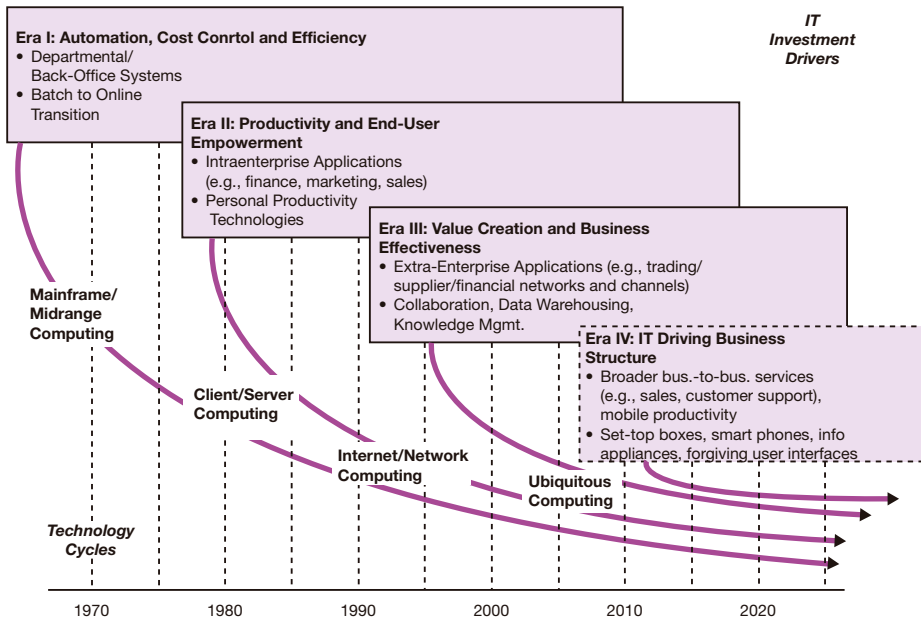 IT
Investment
Drivers
Era I: Automation, Cost Conrtol and Efficiency
• Departmental/
Back-Office Systems
• Batch to Online
Transition
Era II: Productivity and End-User
Empowerment
• Intraenterprise Applications
(e.g., finance, marketing, sales)
• Personal Productivity
Technologies
Era III: Value Creation and Business
Effectiveness
• Extra-Enterprise Applications (e.g., trading/
supplier/financial networks and channels)
• Collaboration, Data Warehousing,
Knowledge Mgmt.
Era IV: IT Driving Business
Structure
• Broader bus.-to-bus. services
(e.g., sales, customer support),
mobile productivity
• Set-top boxes, smart phones, info
appliances, forgiving user interfaces
Mainframe/
Midrange
Computing
Client/Server
Computing
Internet/Network
Computing
Ubiquitous
Computing
Technology
Cycles
1970
1980
1990
2000
2010
2020